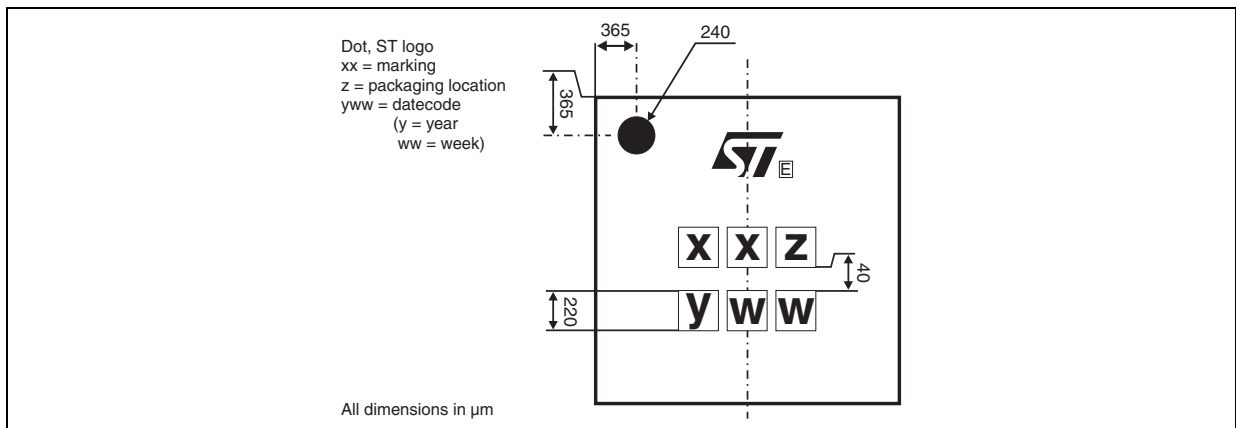 365
240
Dot, ST logo
xx = marking
z = packaging location
yww = datecode
(y = year
ww = week)
365
ST
E
x x z
40
y w w
220
All dimensions in µm